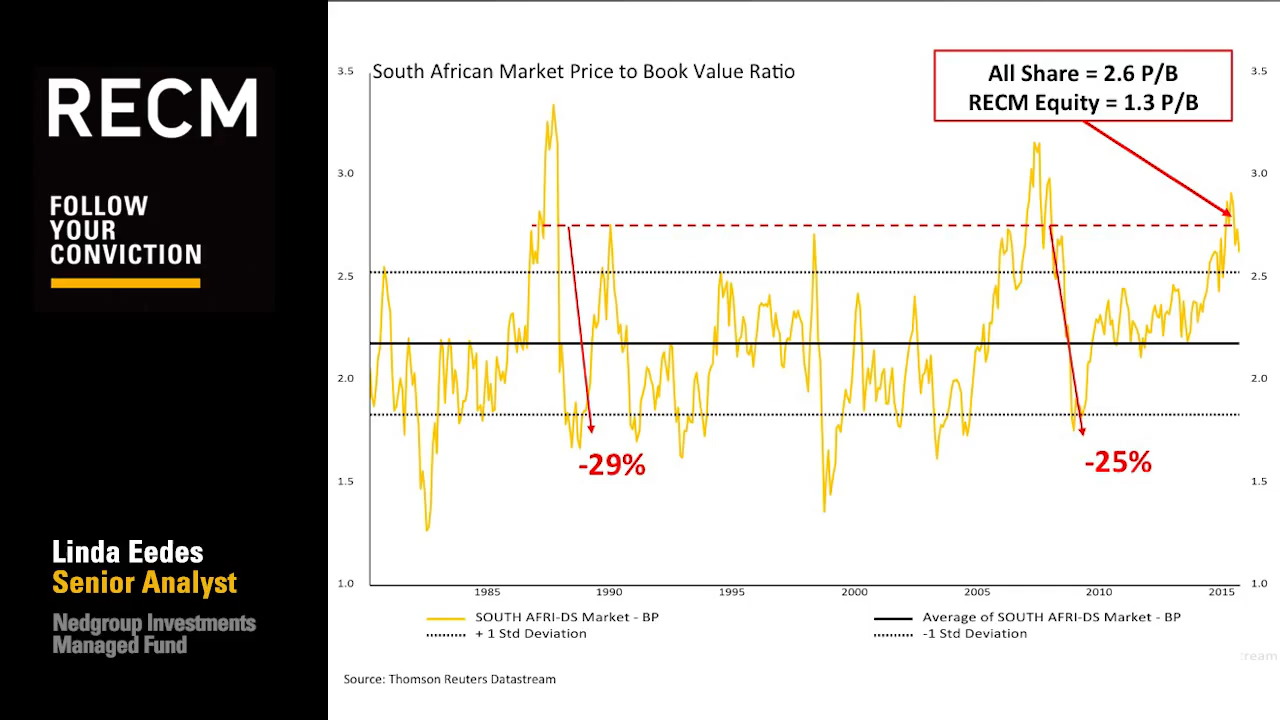 RECM
FOLLOW
YOUR
CONVICTION
Linda Eedes
Senior Analyst
Nedgroup Investments
Managed Fund
South African Market Price to Book Value Ratio
All Share = 2.6 P/B
RECM Equity = 1.3 P/B
3.5
3.0
2.5
2.0
1.5
1.0
3.5
3.0
2.5
2.0
1.5
1.0
-29%
-25%
1985
1990
1995
2000
2005
2010
2015
SOUTH AFRI-DS Market - BP
+ 1 Std Deviation
Average of SOUTH AFRI-DS Market - BP
-1 Std Deviation
Source: Thomson Reuters Datastream